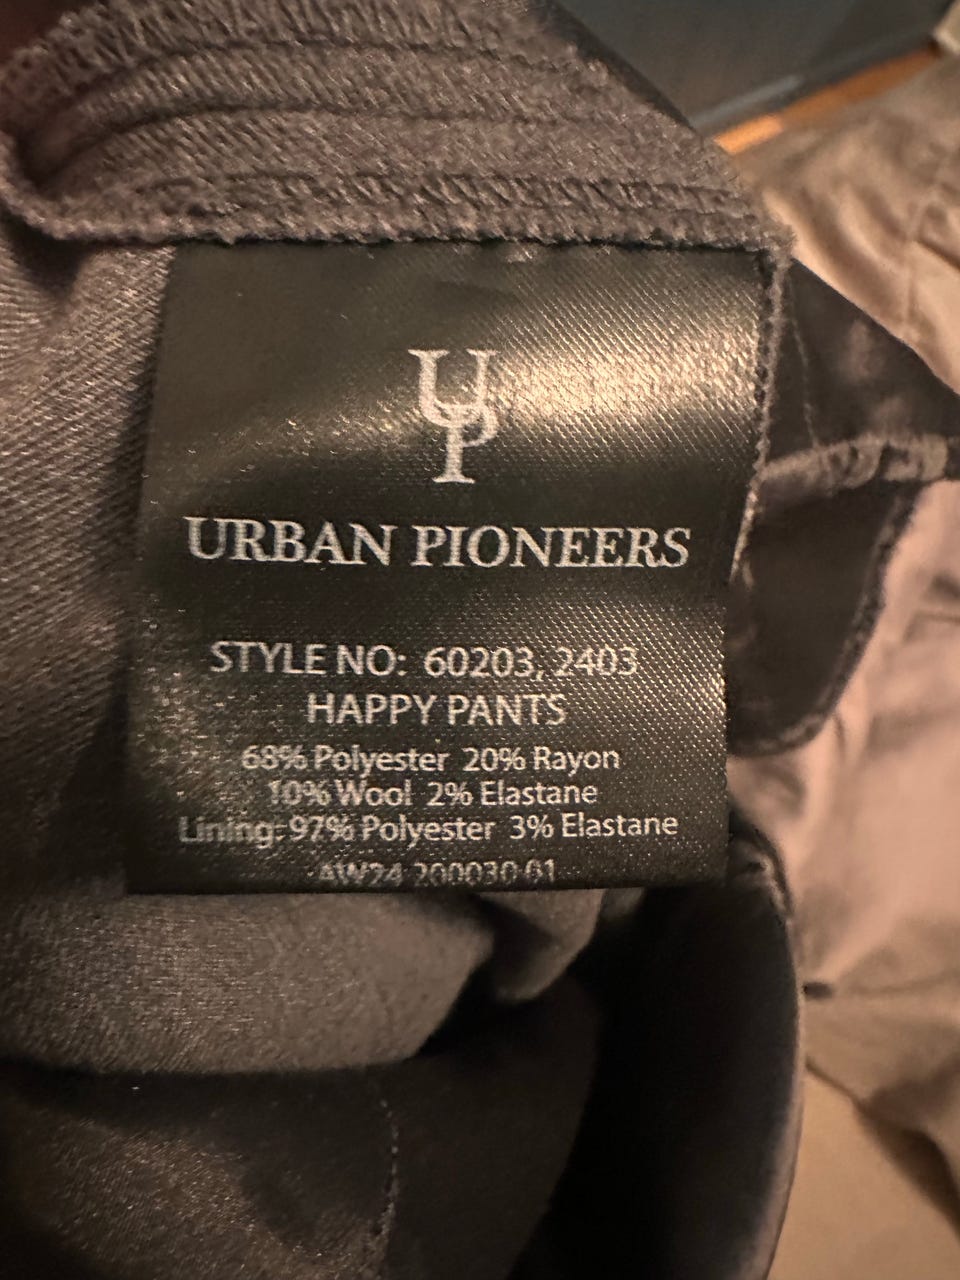 UP
URBAN PIONEERS
STYLE NO: 60203, 2403
HAPPY PANTS
68% Polyester 20% Rayon
10% Wool 2% Elastane
Lining: 97% Polyester 3% Elastane
AW24 200030-01